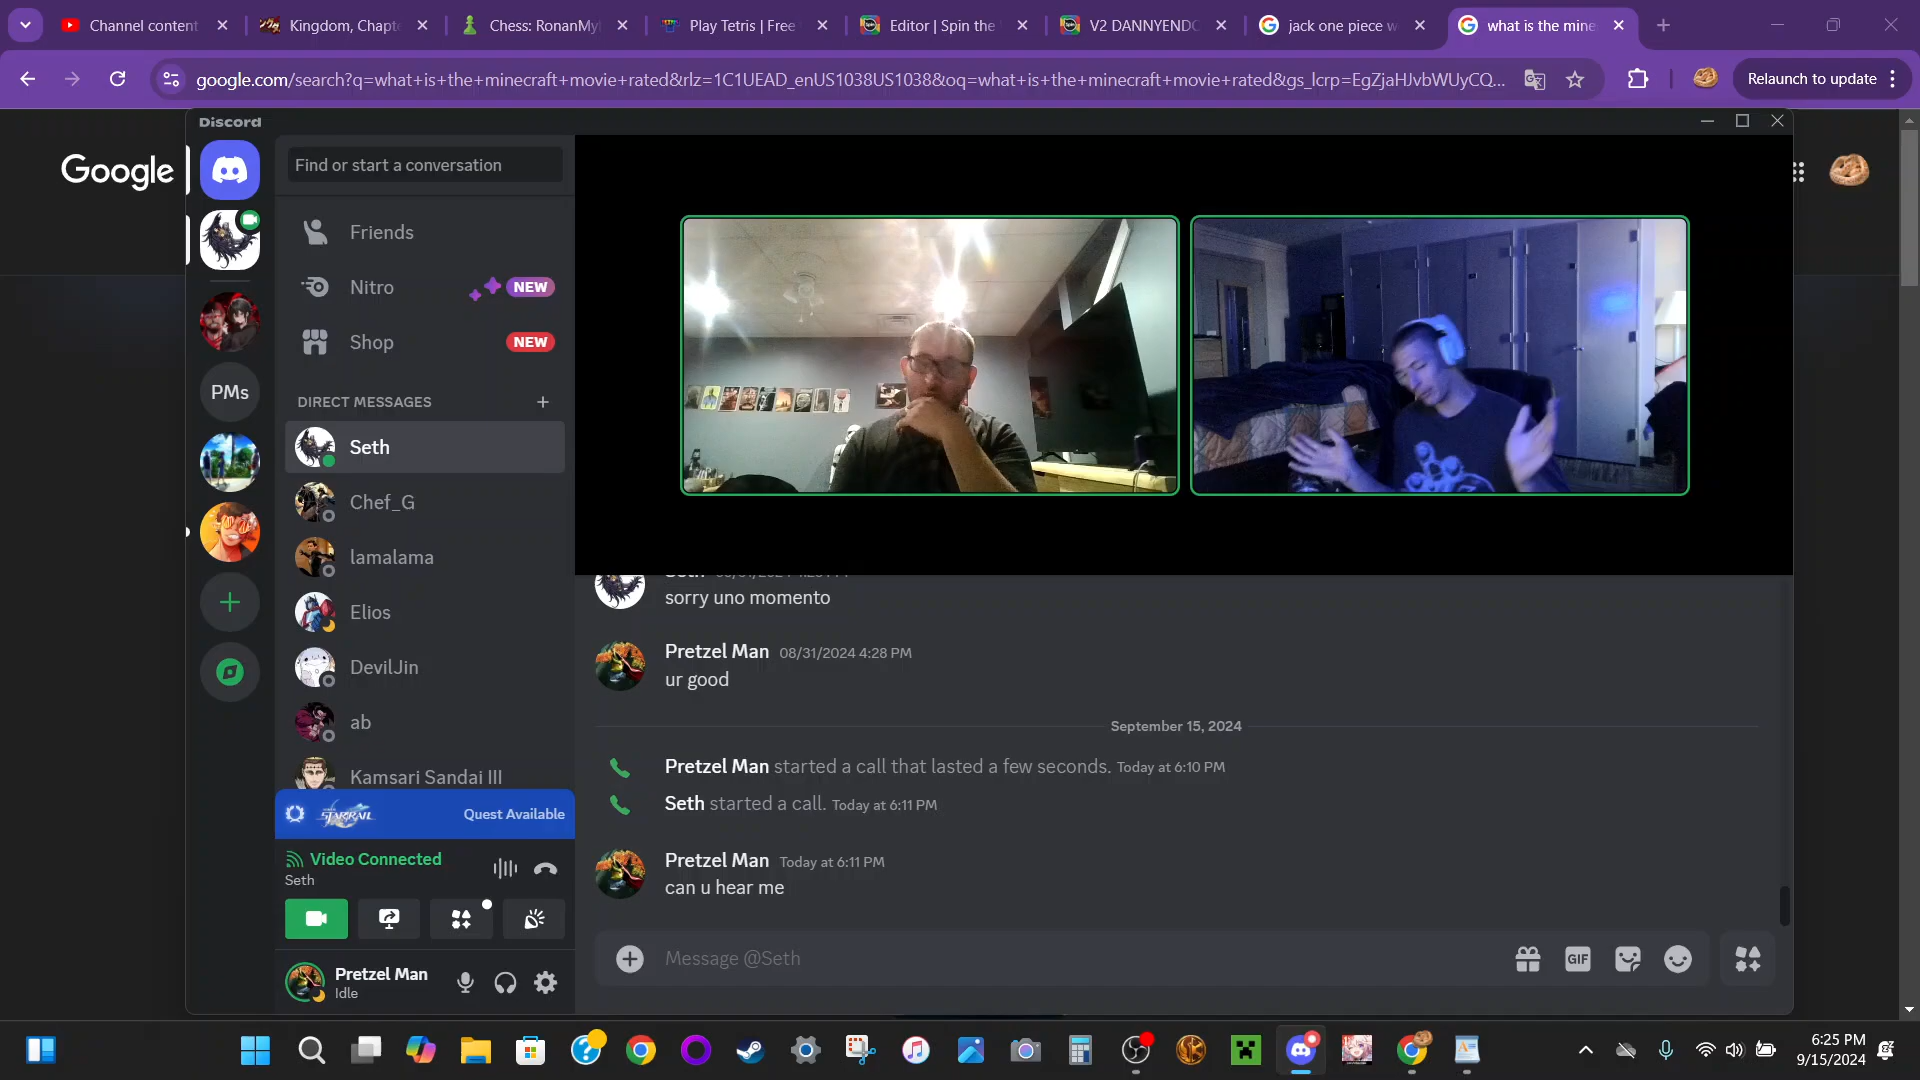 Channel content
Kingdom, Chapt
Chess: RonanMy
Play Tetris | Free
Editor | Spin the
V2 DANNYENDO
jack one piece w
what is the mine
google.com/search?q=what+is+the+minecraft+movie+rated&rlz=1C1UEAD_enUS1038US1038&oq=what+is+the+minecraft+movie+rated&gs_lcrp=EgZjaHJvbWUyCQ...
Relaunch to update
Google
Discord
Find or start a conversation
Friends
Nitro
NEW
Shop
NEW
DIRECT MESSAGES
PMs
Seth
Chef_G
lamalama
Elios
DevilJin
ab
Kamsari Sandai III
STAR RAIL
Quest Available
Video Connected
Seth
Pretzel Man
Idle
sorry uno momento
Pretzel Man 08/31/2024 4:28 PM
ur good
September 15, 2024
Pretzel Man started a call that lasted a few seconds. Today at 6:10 PM
Seth started a call. Today at 6:11 PM
Pretzel Man Today at 6:11 PM
can u hear me
Message @Seth
GIF
6:25 PM
9/15/2024